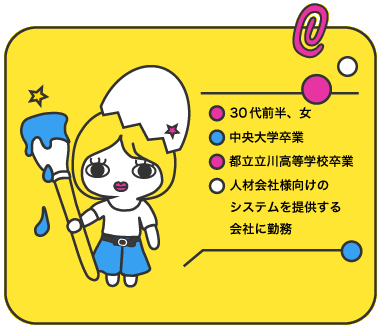 @
30代前半、女
中央大学卒業
都立立川高等学校卒業
人材会社様向けの
システムを提供する
会社に勤務